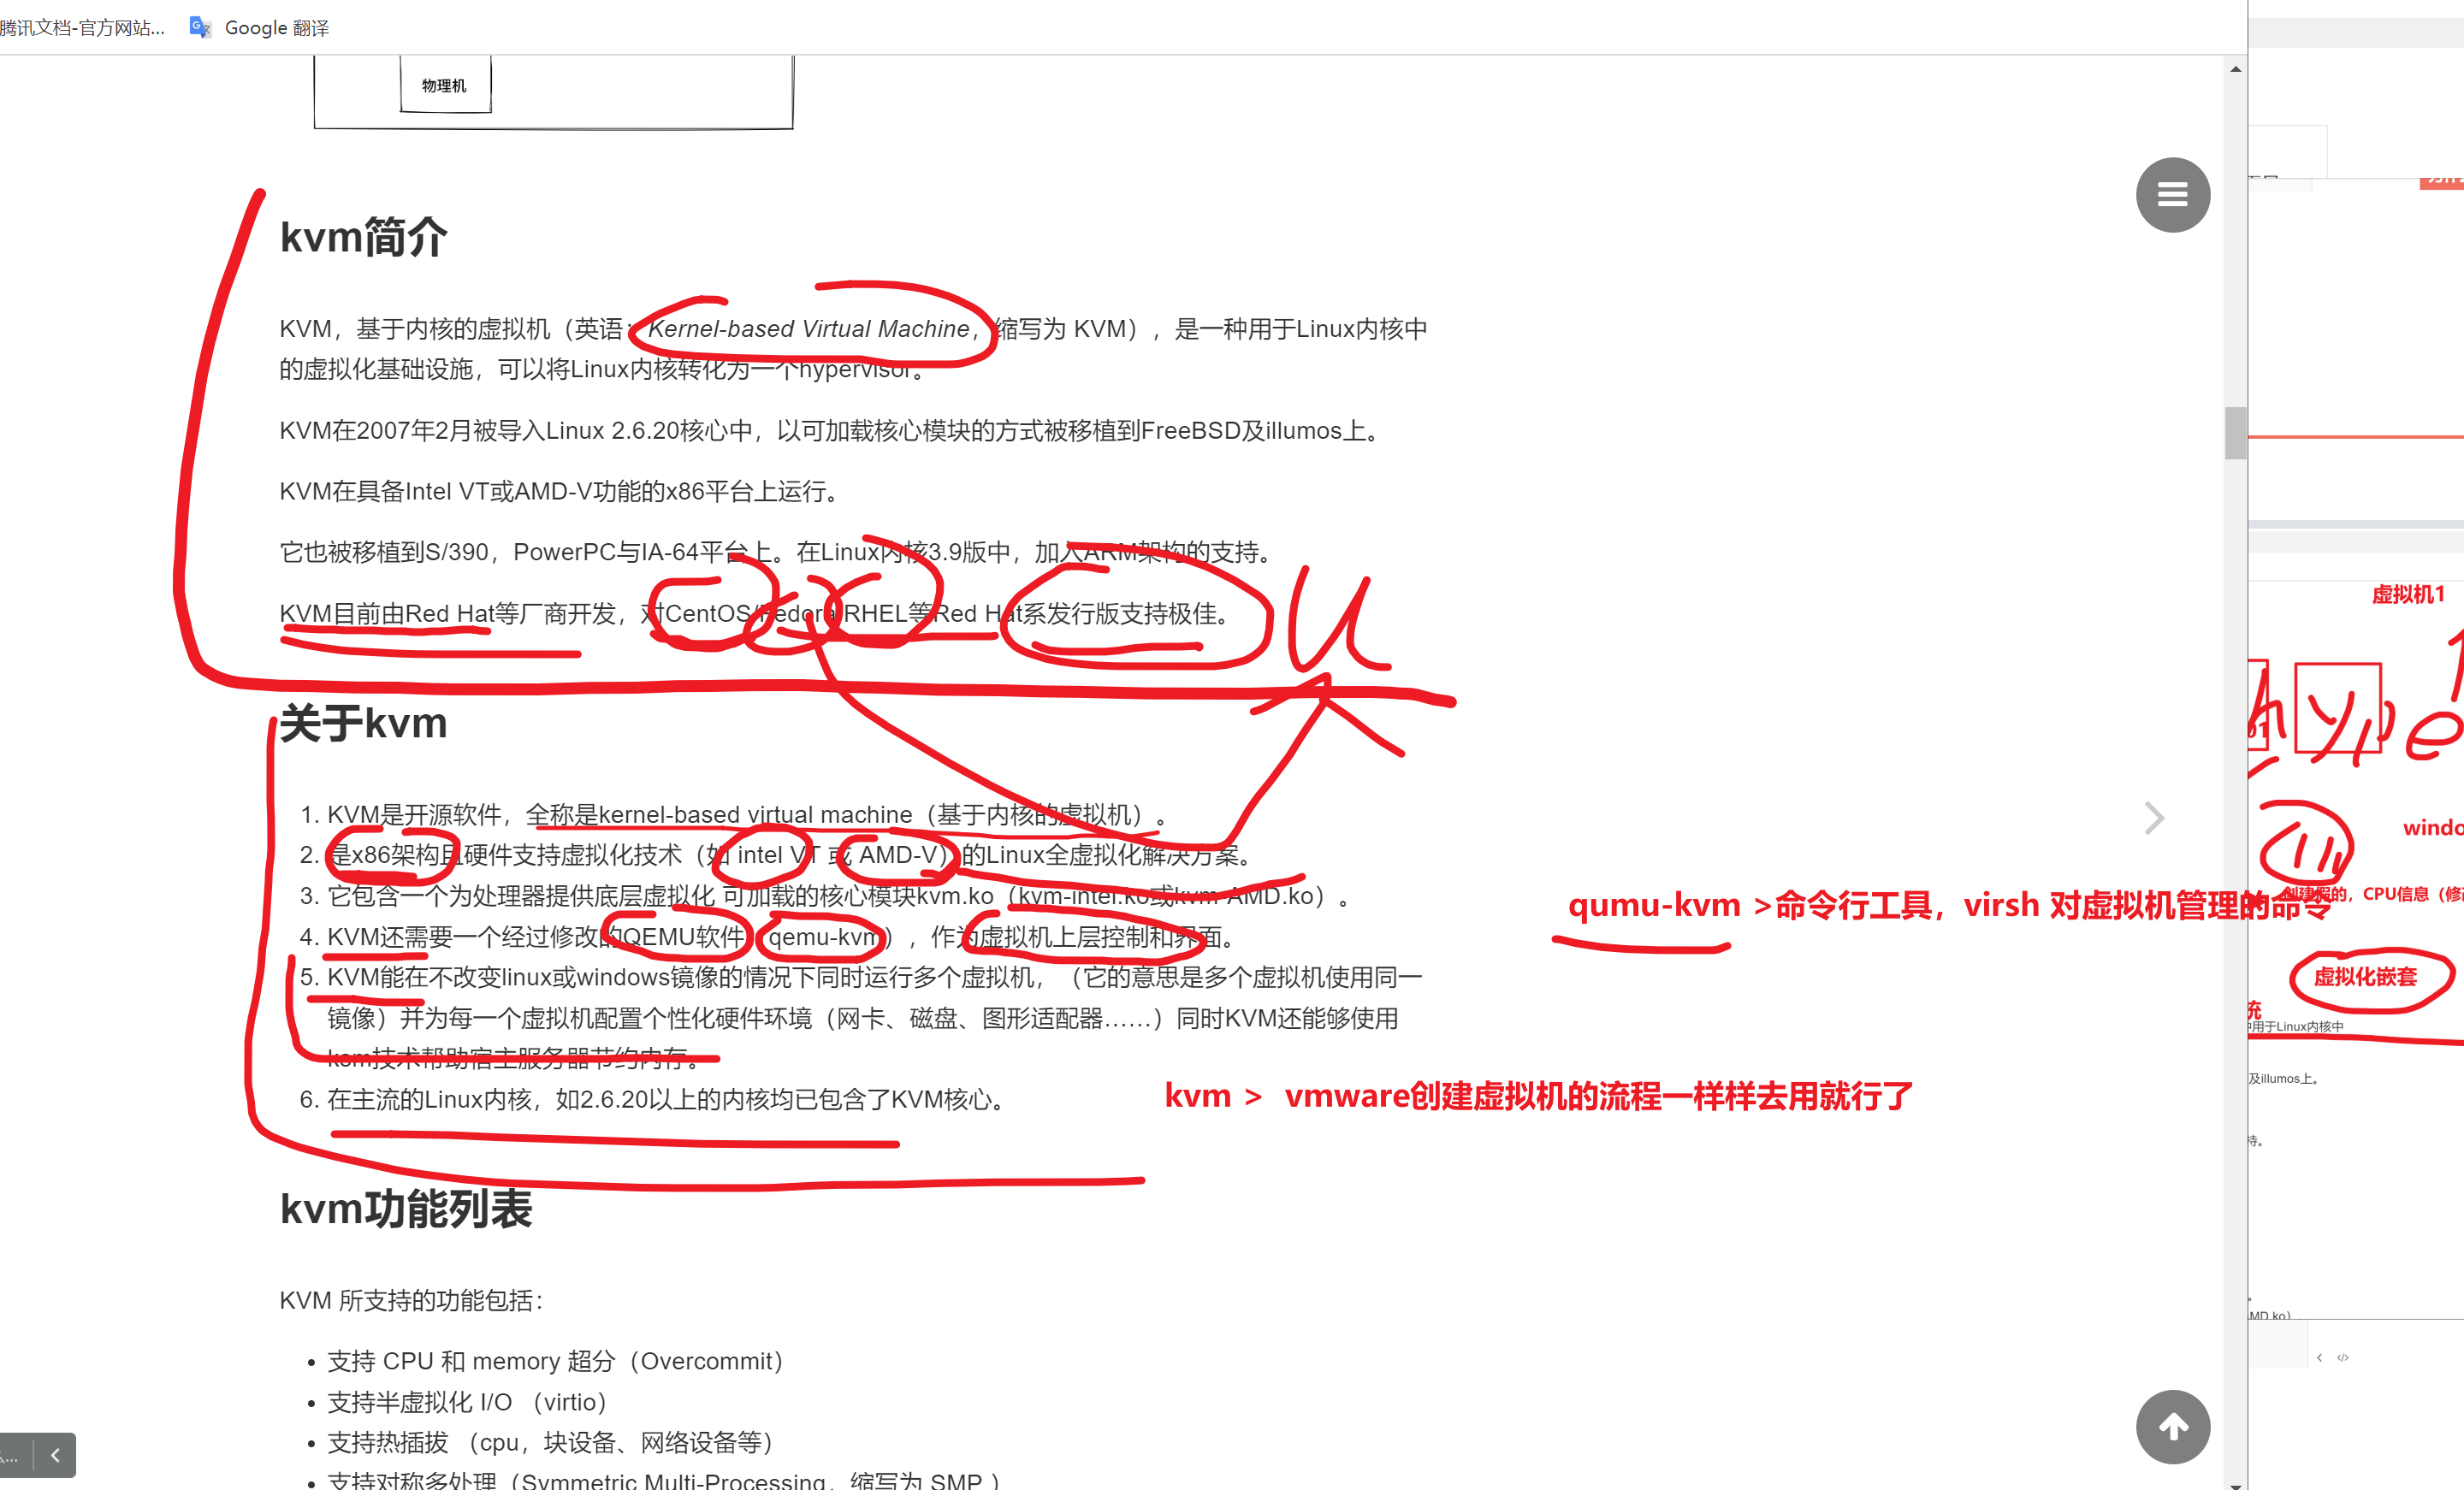 腾讯文档-官方网站... Google 翻译
物理机
kvm简介
KVM，基于内核的虚拟机（英语：Kernel-based Virtual Machine，缩写为 KVM），是一种用于Linux内核中
的虚拟化基础设施，可以将Linux内核转化为一个hypervisor。
KVM在2007年2月被导入Linux 2.6.20核心中，以可加载核心模块的方式被移植到FreeBSD及illumos上。
KVM在具备Intel VT或AMD-V功能的x86平台上运行。
它也被移植到S/390，PowerPC与IA-64平台上。在Linux内核3.9版中，加入ARM架构的支持。
KVM目前由Red Hat等厂商开发，对CentOS/Fedora/RHEL等Red Hat系发行版支持极佳。
U
关于kvm
1. KVM是开源软件，全称是kernel-based virtual machine（基于内核的虚拟机）。
2. 是x86架构且硬件支持虚拟化技术（如 intel VT 或 AMD-V）的Linux全虚拟化解决方案。
3. 它包含一个为处理器提供底层虚拟化 可加载的核心模块kvm.ko（kvm-intel.ko或kvm-AMD.ko）。
4. KVM还需要一个经过修改的QEMU软件（qemu-kvm），作为虚拟机上层控制和界面。
5. KVM能在不改变linux或windows镜像的情况下同时运行多个虚拟机，（它的意思是多个虚拟机使用同一
镜像）并为每一个虚拟机配置个性化硬件环境（网卡、磁盘、图形适配器……）同时KVM还能够使用
ksm技术帮助宿主服务器节约内存。
6. 在主流的Linux内核，如2.6.20以上的内核均已包含了KVM核心。
qumu-kvm >命令行工具，virsh 对虚拟机管理的命令
kvm > vmware创建虚拟机的流程一样样去用就行了
kvm功能列表
KVM 所支持的功能包括：
• 支持 CPU 和 memory 超分（Overcommit）
• 支持半虚拟化 I/O （virtio）
• 支持热插拔 （cpu，块设备、网络设备等）
• 支持对称多处理（Symmetric Multi-Processing，缩写为 SMP ）
虚拟机1
01
windo
创建假的，CPU信息（修
虚拟化嵌套
统
用于Linux内核中
及illumos上。
持。
MD.ko）